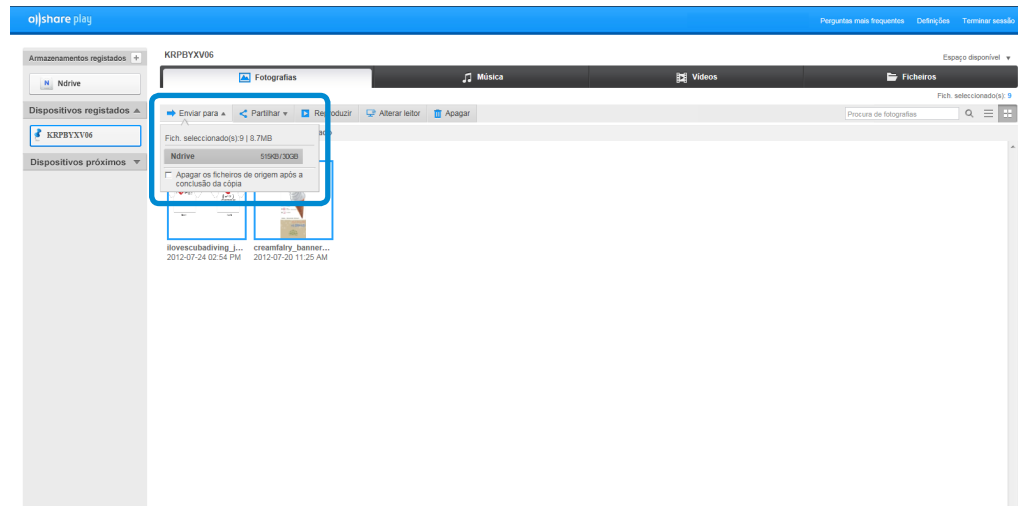 allshare play
Perguntas mais frequentes Definições Terminar sessão
Armazenamentos registados +
N Ndrive
Dispositivos registados
KRPBYXV06
Dispositivos próximos
KRPBYXV06
Espaço disponível
Fotografias Música Vídeos Ficheiros
Fich. seleccionado(s): 9
Enviar para Partilhar Reproduzir Alterar leitor Apagar
Procura de fotografias
Fich. seleccionado(s):9 | 8.7MB
Ndrive 515KB/30GB
Apagar os ficheiros de origem após a
conclusão da cópia
ilovescubadiving_j... creamfalry_banner...
2012-07-24 02:54 PM 2012-07-20 11:25 AM